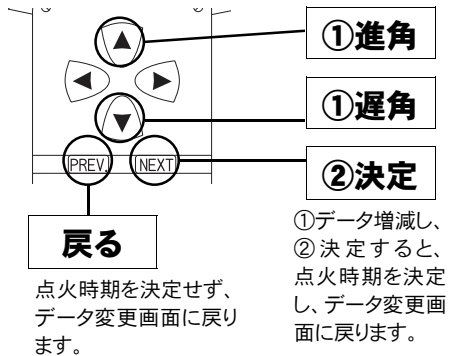 ①進角
①遅角
PREV.
NEXT
②決定
戻る
点火時期を決定せず、
データ変更画面に戻り
ます。
①データ増減し、
②決定すると、
点火時期を決定
し、データ変更画
面に戻ります。